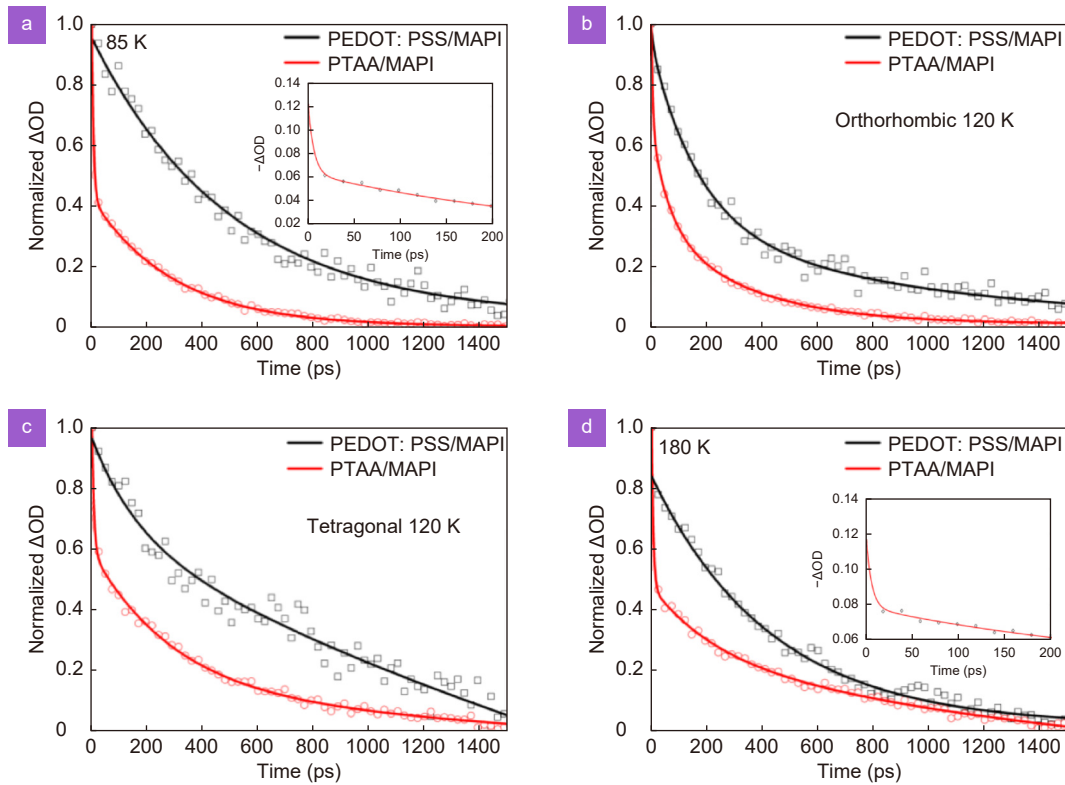 a
1.0
0.8
0.6
0.4
0.2
0
Normalized ΔOD
85 K
PEDOT: PSS/MAPI
PTAA/MAPI
0.14
0.12
0.10
0.08
0.06
0.04
0.02
−ΔOD
0 50 100 150 200
Time (ps)
0 200 400 600 800 1000 1200 1400
Time (ps)
b
1.0
0.8
0.6
0.4
0.2
0
Normalized ΔOD
PEDOT: PSS/MAPI
PTAA/MAPI
Orthorhombic 120 K
0 200 400 600 800 1000 1200 1400
Time (ps)
c
1.0
0.8
0.6
0.4
0.2
0
Normalized ΔOD
PEDOT: PSS/MAPI
PTAA/MAPI
Tetragonal 120 K
0 200 400 600 800 1000 1200 1400
Time (ps)
d
1.0
0.8
0.6
0.4
0.2
0
Normalized ΔOD
180 K
PEDOT: PSS/MAPI
PTAA/MAPI
0.14
0.12
0.10
0.08
0.06
−ΔOD
0 50 100 150 200
Time (ps)
0 200 400 600 800 1000 1200 1400
Time (ps)